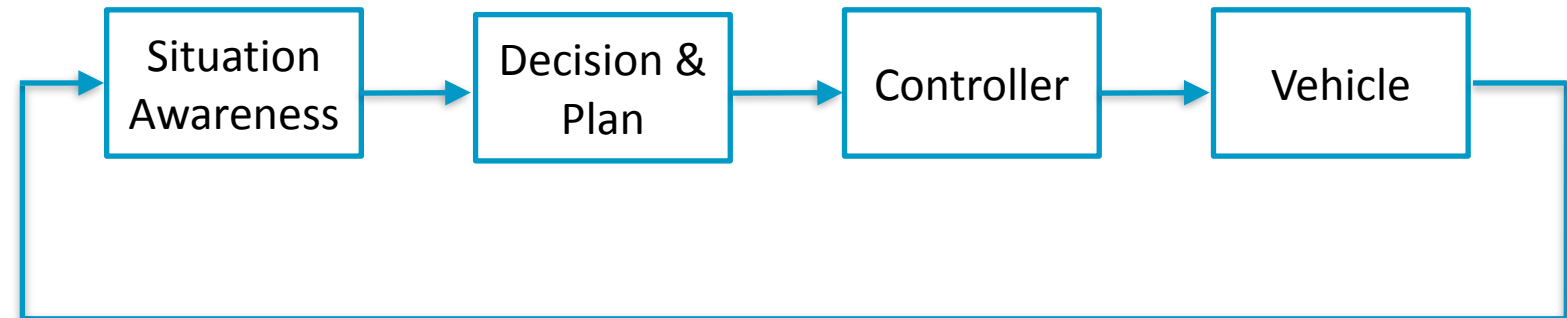 Situation
Awareness
Decision &
Plan
Controller
Vehicle